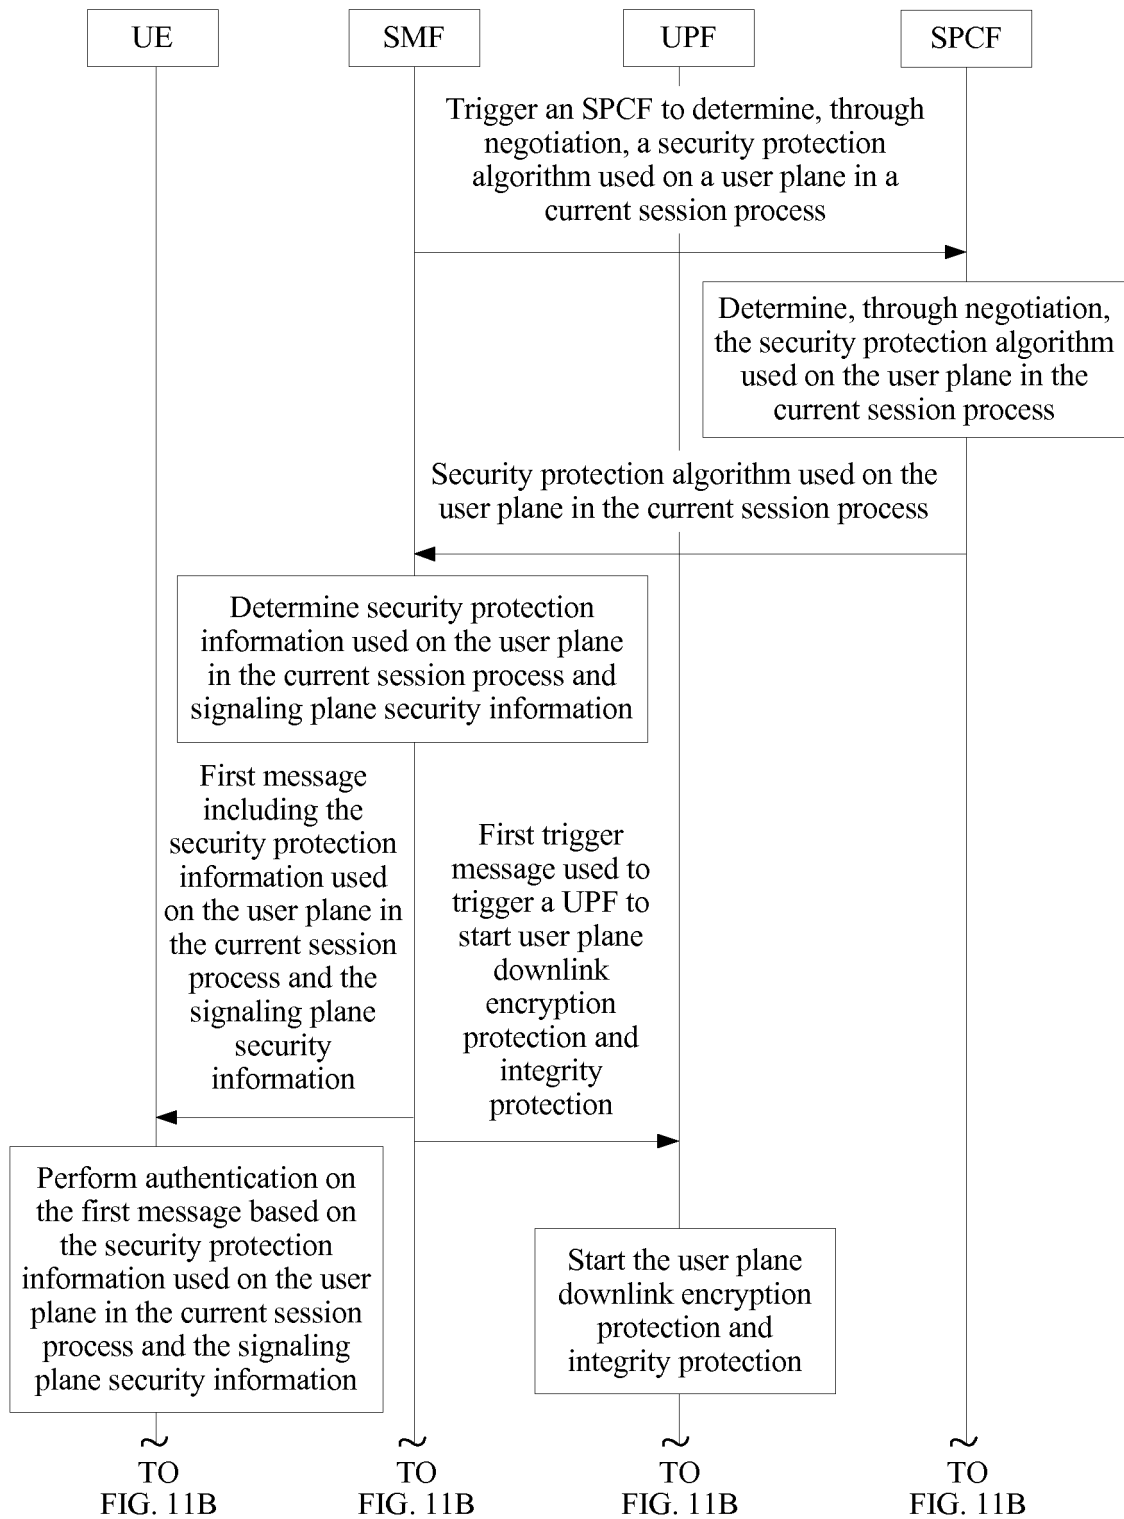 UE
SMF
UPF
SPCF
Trigger an SPCF to determine, through
negotiation, a security protection
algorithm used on a user plane in a
current session process
Determine, through negotiation,
the security protection algorithm
used on the user plane in the
current session process
Security protection algorithm used on the
user plane in the current session process
Determine security protection
information used on the user plane
in the current session process and
signaling plane security information
First message
including the
security protection
information used
on the user plane in
the current session
process and the
signaling plane
security
information
First trigger
message used to
trigger a UPF to
start user plane
downlink
encryption
protection and
integrity
protection
Perform authentication on
the first message based on
the security protection
information used on the user
plane in the current session
process and the signaling
plane security information
Start the user plane
downlink encryption
protection and
integrity protection
TO
FIG. 11B
TO
FIG. 11B
TO
FIG. 11B
TO
FIG. 11B